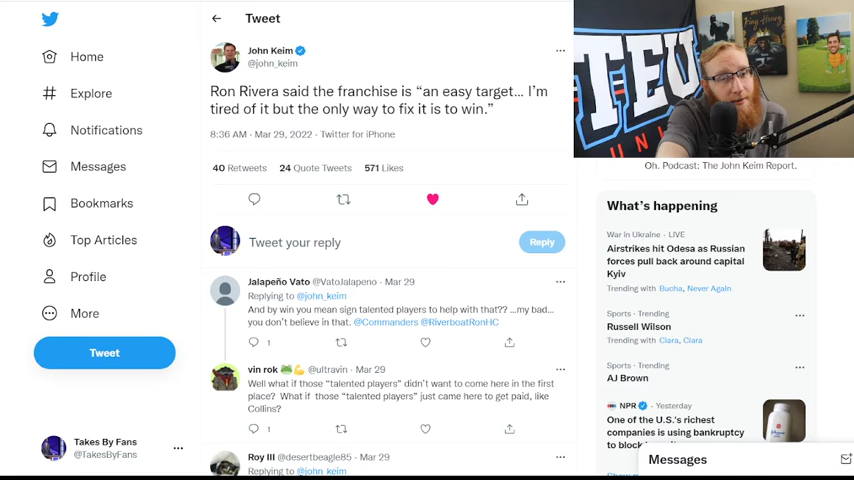 Home
Explore
Notifications
Messages
Bookmarks
Top Articles
Profile
More
Tweet
Takes By Fans
@TakesByFans
Tweet
John Keim
@john_keim
Ron Rivera said the franchise is “an easy target... I’m
tired of it but the only way to fix it is to win.”
8:36 AM · Mar 29, 2022 · Twitter for iPhone
40 Retweets 24 Quote Tweets 571 Likes
Tweet your reply
Reply
Jalapeño Vato @VatoJalapeno · Mar 29
Replying to @john_keim
And by win you mean sign talented players to help with that?? ...my bad...
you don’t believe in that. @Commanders @RiverboatRonHC
1
vin rok 🐸💪 @ultravin · Mar 29
Well what if those “talented players” didn’t want to come here in the first
place? What if those “talented players” just came here to get paid, like
Collins?
1
Roy III @desertbeagle85 · Mar 29
Replying to @john_keim
TEU
UNI
King Henry
Oh. Podcast: The John Keim Report.
What’s happening
War in Ukraine · LIVE
Airstrikes hit Odesa as Russian
forces pull back around capital
Kyiv
Trending with Bucha, Never Again
Sports · Trending
Russell Wilson
Trending with Ciara, Ciara
Sports · Trending
AJ Brown
NPR · Yesterday
One of the U.S.'s richest
companies is using bankruptcy
to block
Messages